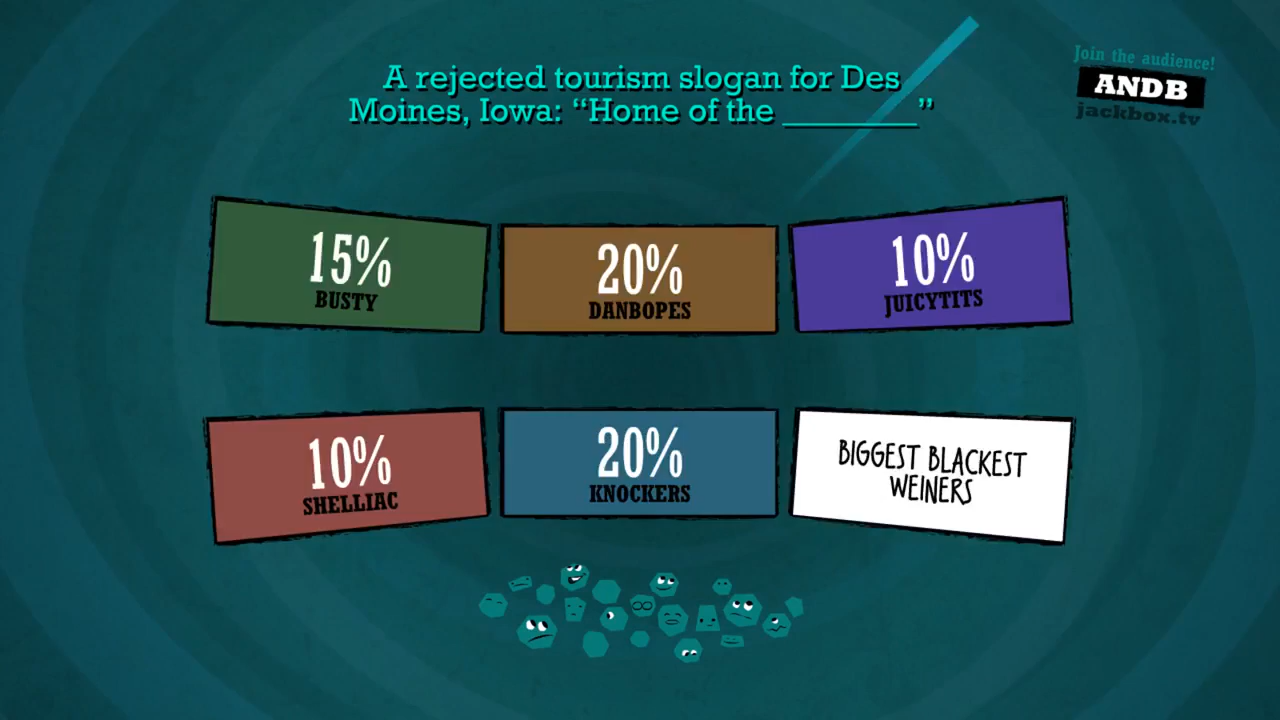 A rejected tourism slogan for Des
Moines, Iowa: “Home of the ________”
Join the audience!
ANDB
jackbox.tv
15%
BUSTY
20%
DANBOPES
10%
JUICYTITS
10%
SHELLIAC
20%
KNOCKERS
BIGGEST BLACKEST
WEINERS